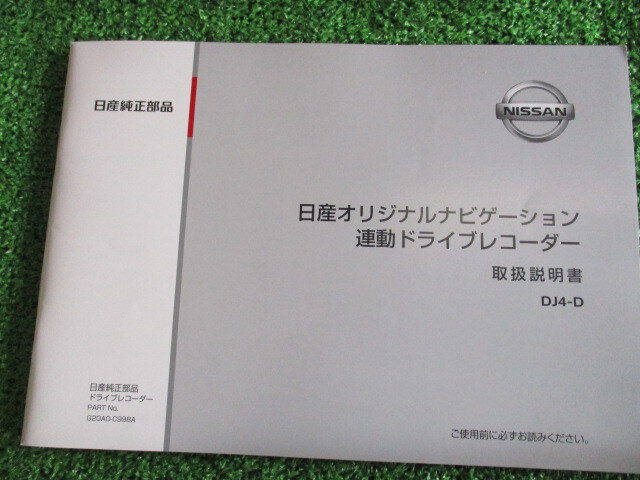 日産純正部品
NISSAN
日産オリジナルナビゲーション
連動ドライブレコーダー
取扱説明書
DJ4-D
日産純正部品
ドライブレコーダー
PART No.
G20A0-C998A
ご使用前に必ずお読みください。